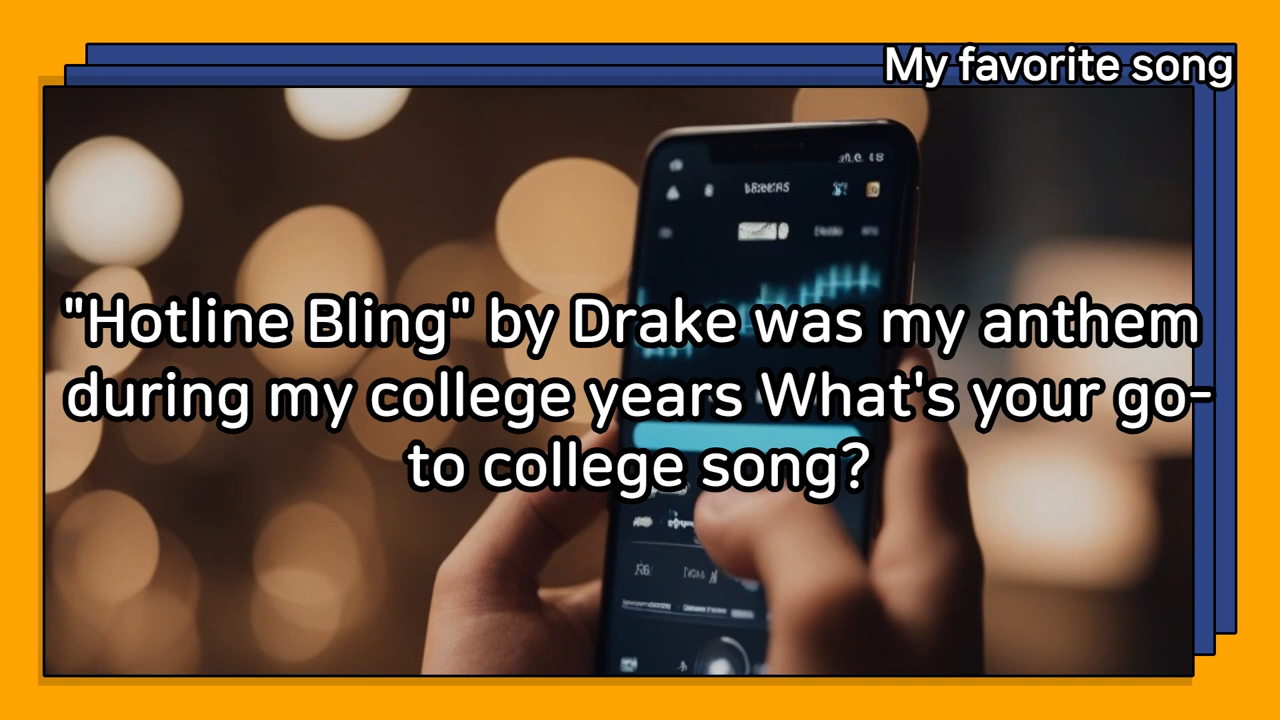 My favorite song
"Hotline Bling" by Drake was my anthem
during my college years What's your go-
to college song?